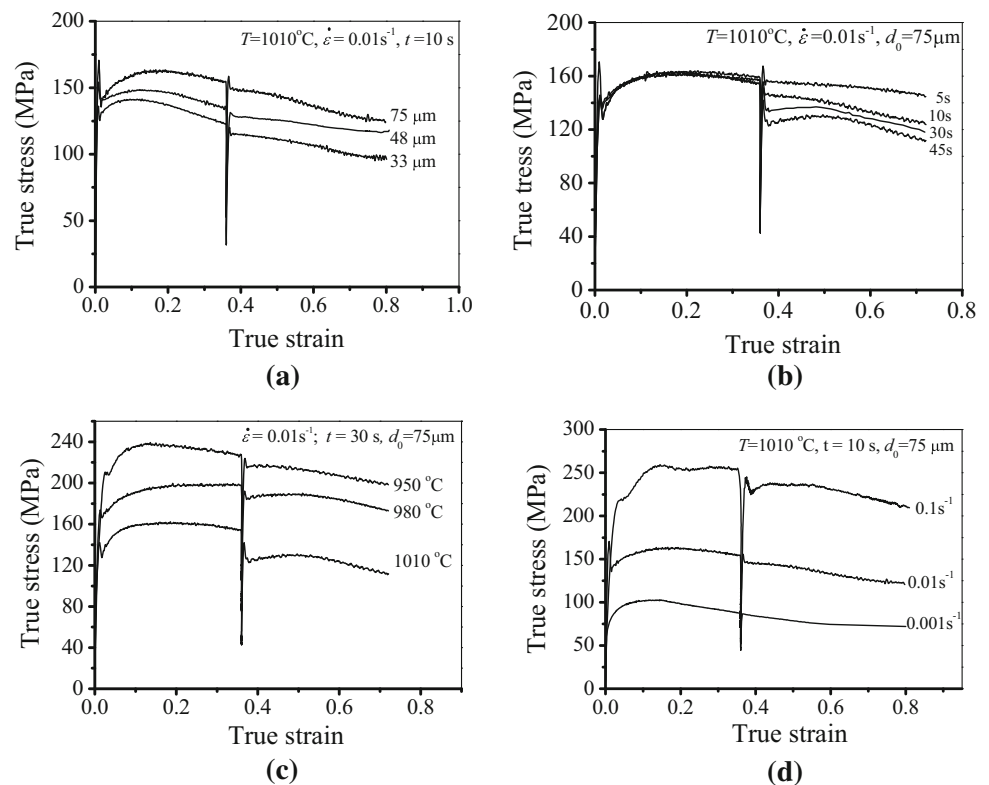 T=1010°C, ε̇ = 0.01s⁻¹, t =10 s
200
150
100
50
0
True stress (MPa)
75 μm
48 μm
33 μm
0.0 0.2 0.4 0.6 0.8 1.0
True strain
(a)
T=1010°C, ε̇ =0.01s⁻¹, d₀=75μm
200
160
120
80
40
0
True tress (MPa)
5s
10s
30s
45s
0.0 0.2 0.4 0.6 0.8
True strain
(b)
ε̇ = 0.01s⁻¹; t = 30 s, d₀=75μm
240
200
160
120
80
40
0
True stress (MPa)
950 °C
980 °C
1010 °C
0.0 0.2 0.4 0.6 0.8
True strain
(c)
T=1010 °C, t = 10 s, d₀=75 μm
300
250
200
150
100
50
0
True stress (MPa)
0.1s⁻¹
0.01s⁻¹
0.001s⁻¹
0.0 0.2 0.4 0.6 0.8
True strain
(d)